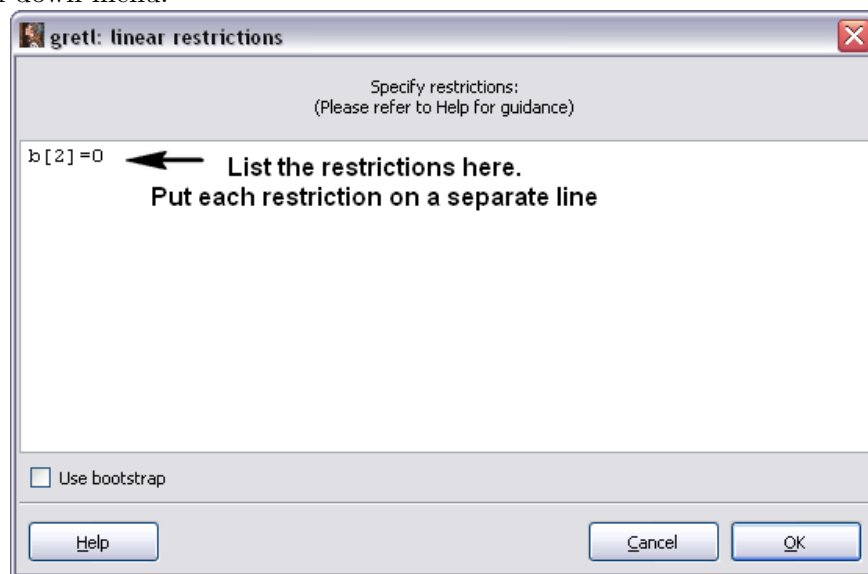 down menu.
gretl: linear restrictions
Specify restrictions:
(Please refer to Help for guidance)
b[2]=0
List the restrictions here.
Put each restriction on a separate line
Use bootstrap
Help
Cancel
OK